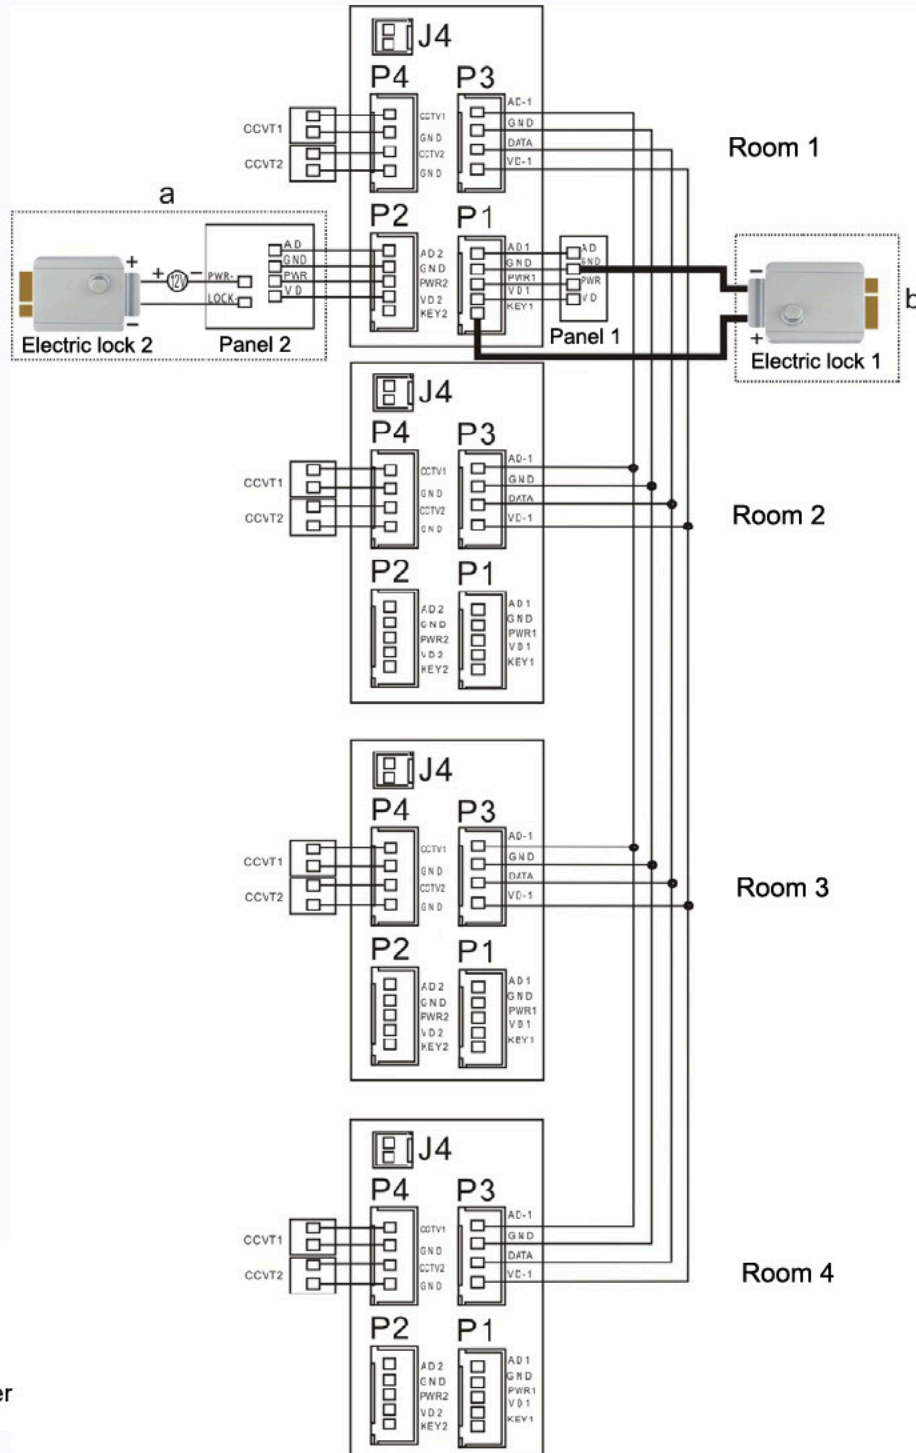 J4
P4 P3
CCVT1
CCVT2
CCTV1
GND
CCTV2
GND
AD-1
GND
DATA
VD-1
Room 1
a
P2 P1
+
-
+ 12V -
PWR-
LOCK-
AD
GND
PWR
VD
AD2
GND
PWR2
VD2
KEY2
AD1
GND
PWR1
VD1
KEY1
AD
GND
PWR
VD
-
+
b
Electric lock 2
Panel 2
Panel 1
Electric lock 1
J4
P4 P3
CCVT1
CCVT2
CCTV1
GND
CCTV2
GND
AD-1
GND
DATA
VD-1
Room 2
P2 P1
AD2
GND
PWR2
VD2
KEY2
AD1
GND
PWR1
VD1
KEY1
J4
P4 P3
CCVT1
CCVT2
CCTV1
GND
CCTV2
GND
AD-1
GND
DATA
VD-1
Room 3
P2 P1
AD2
GND
PWR2
VD2
KEY2
AD1
GND
PWR1
VD1
KEY1
J4
P4 P3
CCVT1
CCVT2
CCTV1
GND
CCTV2
GND
AD-1
GND
DATA
VD-1
Room 4
P2 P1
AD2
GND
PWR2
VD2
KEY2
AD1
GND
PWR1
VD1
KEY1